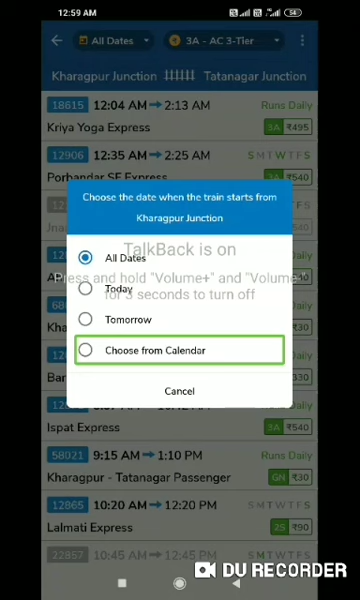 12:59 AM
58
All Dates
3A - AC 3-Tier
Kharagpur Junction
Tatanagar Junction
18615 12:04 AM 2:13 AM Runs Daily
Kriya Yoga Express 3A ₹495
12906 12:35 AM 2:25 AM S M T W T F S
Porbandar SF Express ₹540
Choose the date when the train starts from
Kharagpur Junction
All Dates
TalkBack is on
Today
Press and hold "Volume+" and "Volume-"
for 3 seconds to turn off
Tomorrow
Choose from Calendar
Cancel
Ispat Express 3A ₹540
58021 9:15 AM 1:10 PM Runs Daily
Kharagpur - Tatanagar Passenger GN ₹30
12865 10:20 AM 12:20 PM S M T W T F S
Lalmati Express 2S ₹90
22857 10:45 AM 12:45 PM S M T W T F S
DU RECORDER